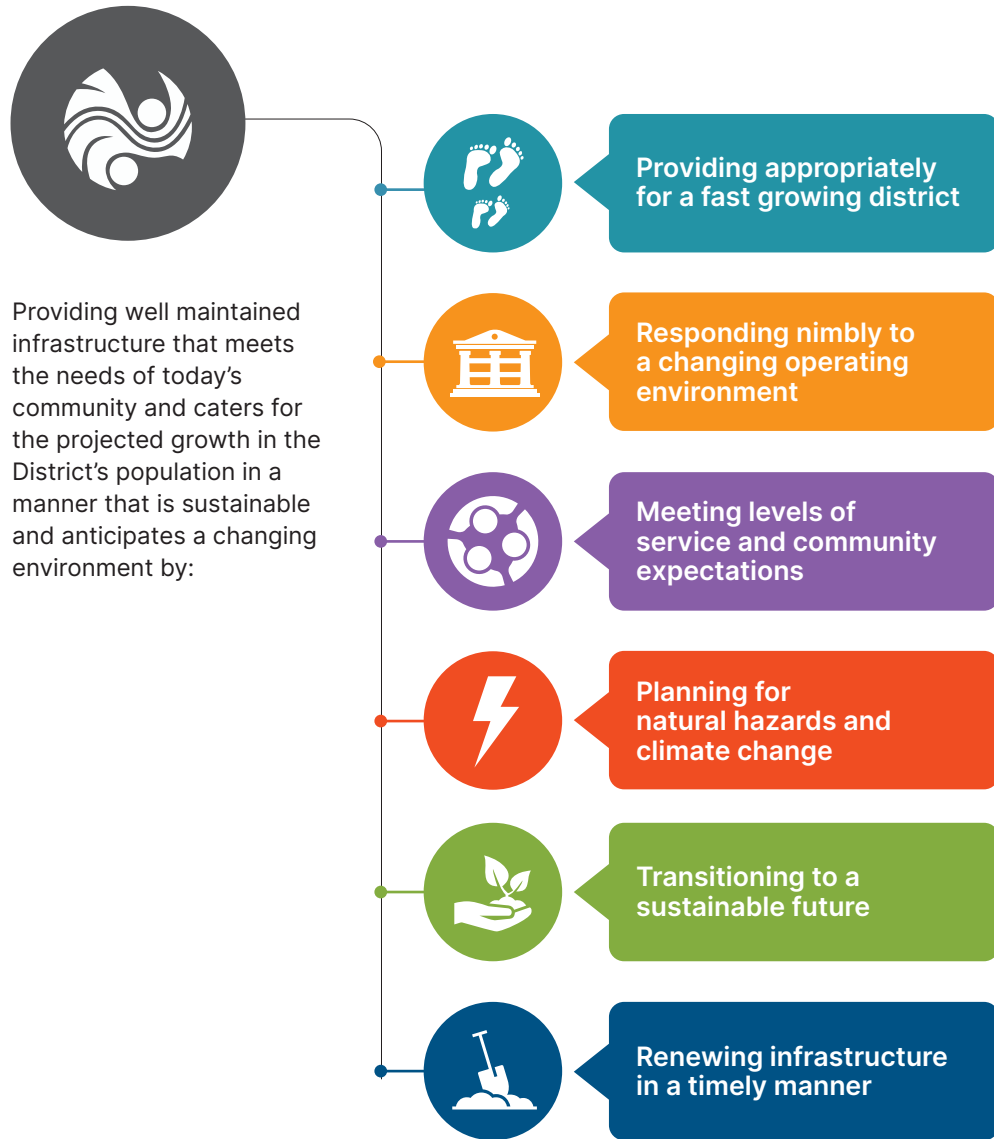 Providing well maintained
infrastructure that meets
the needs of today’s
community and caters for
the projected growth in the
District’s population in a
manner that is sustainable
and anticipates a changing
environment by:
Providing appropriately
for a fast growing district
Responding nimbly to
a changing operating
environment
Meeting levels of
service and community
expectations
Planning for
natural hazards and
climate change
Transitioning to a
sustainable future
Renewing infrastructure
in a timely manner